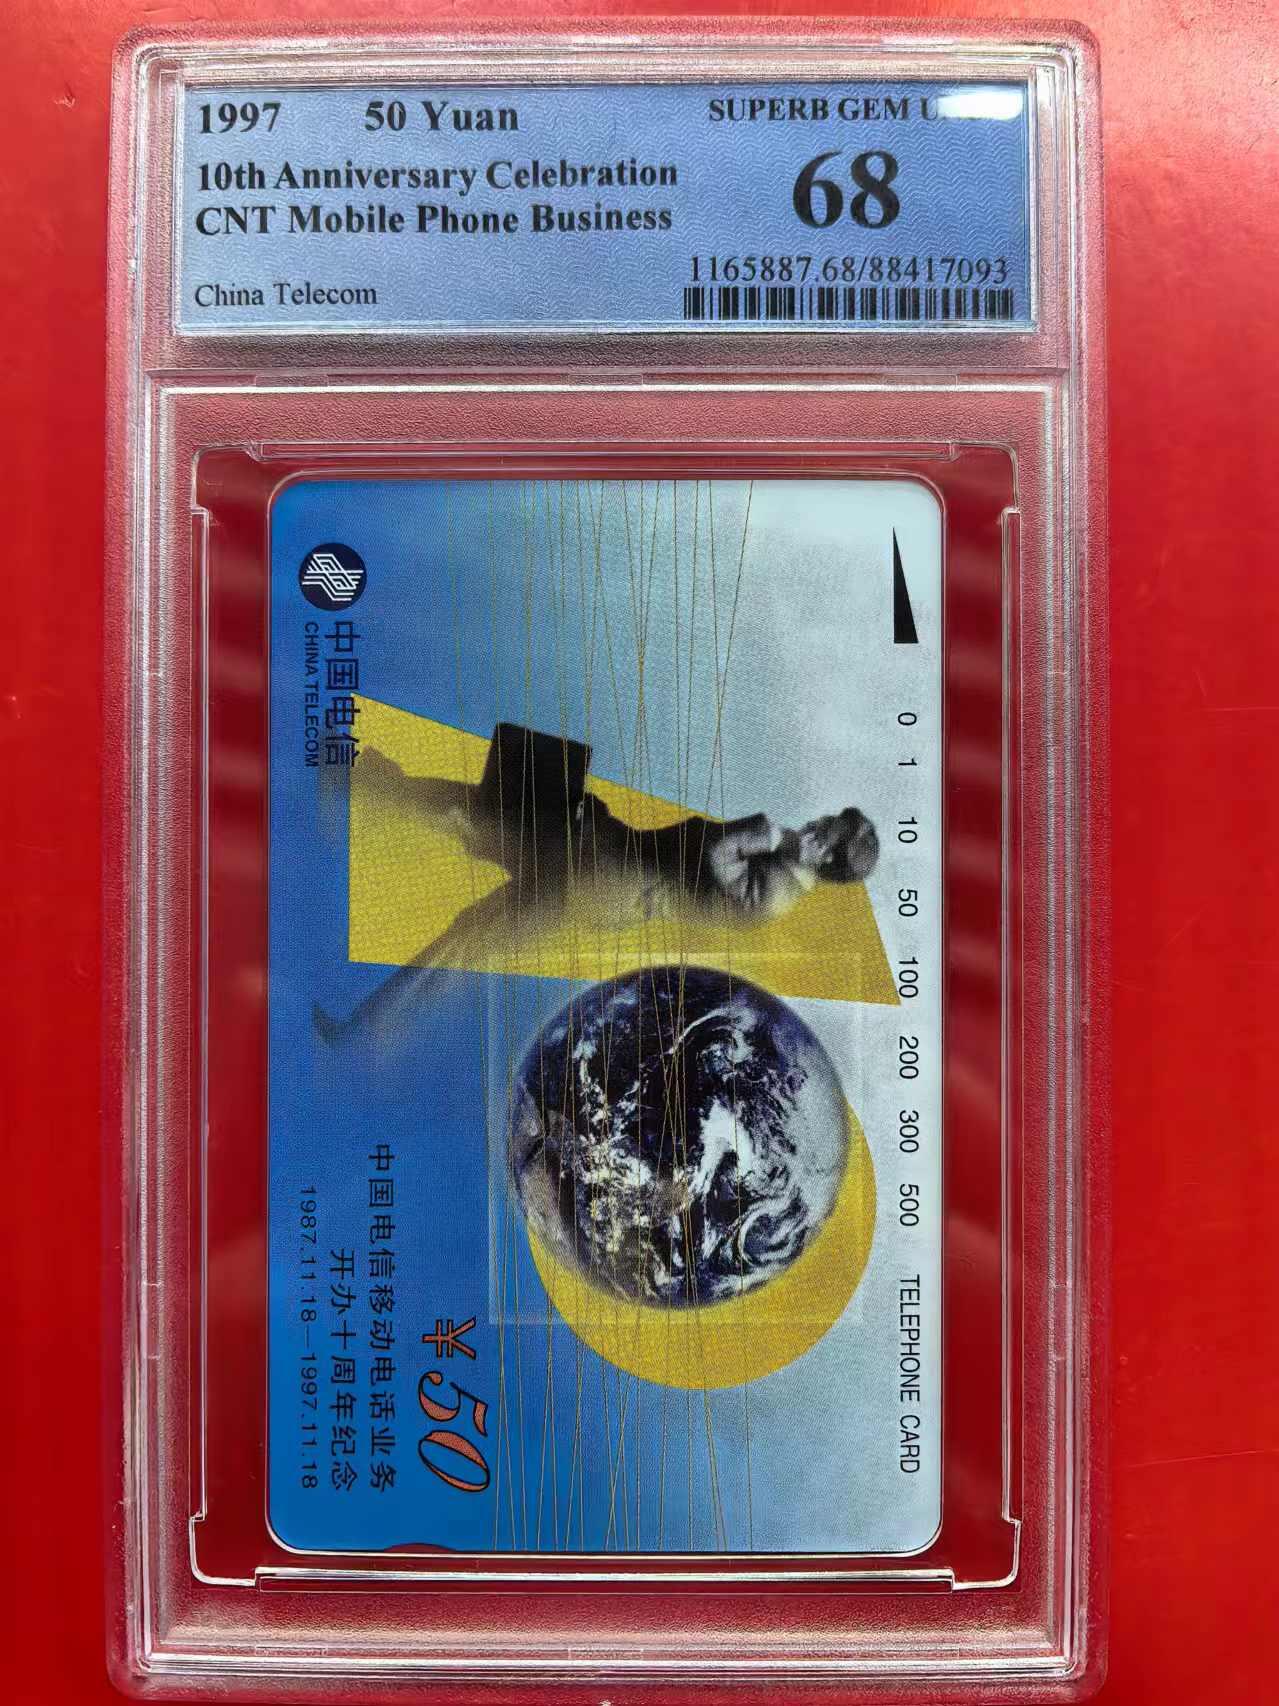 1997 50 Yuan
SUPERB GEM
10th Anniversary Celebration
68
CNT Mobile Phone Business
1165887.68/88417093
China Telecom
中国电信
CHINA TELECOM
0 1 10 50 100 200 300 500 TELEPHONE CARD
¥50
中国电信移动电话业务
开办十周年纪念
1987.11.18—1997.11.18